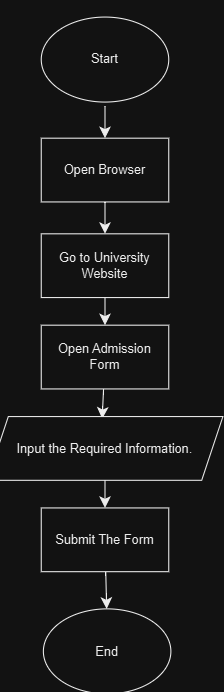 Start
Open Browser
Go to University
Website
Open Admission
Form
Input the Required Information.
Submit The Form
End